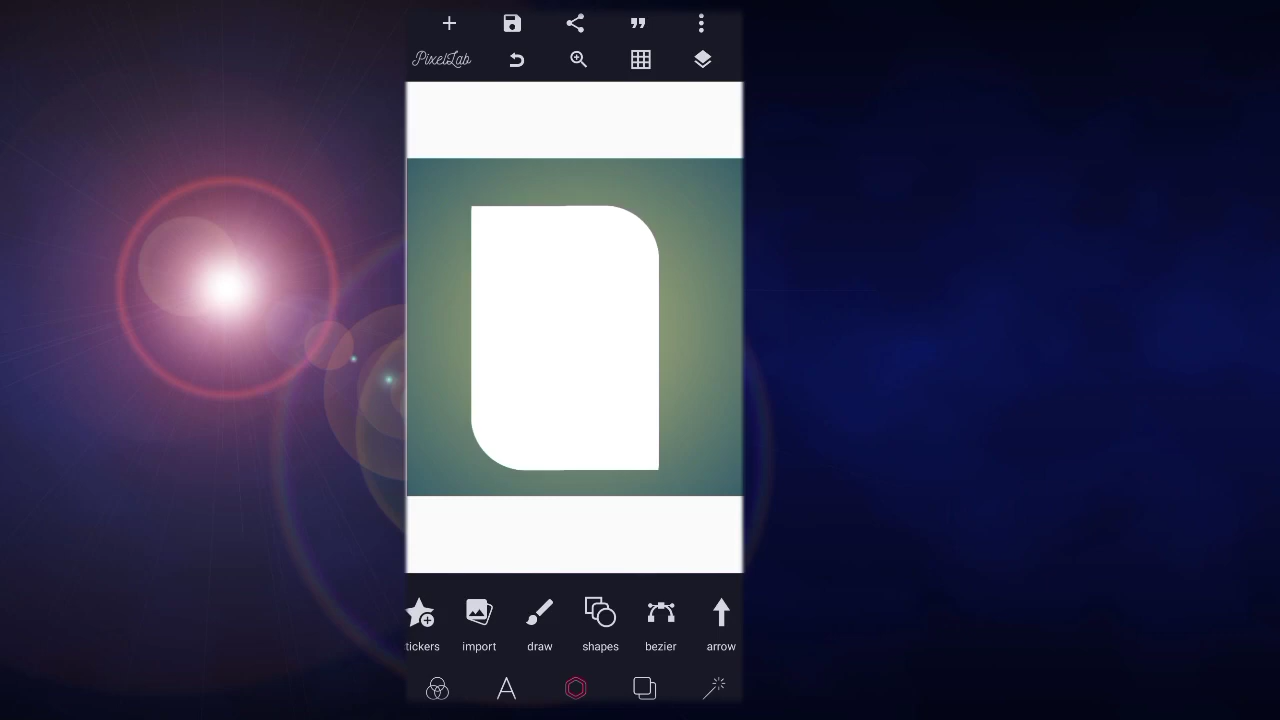 PixelLab
tickers
import
draw
shapes
bezier
arrow